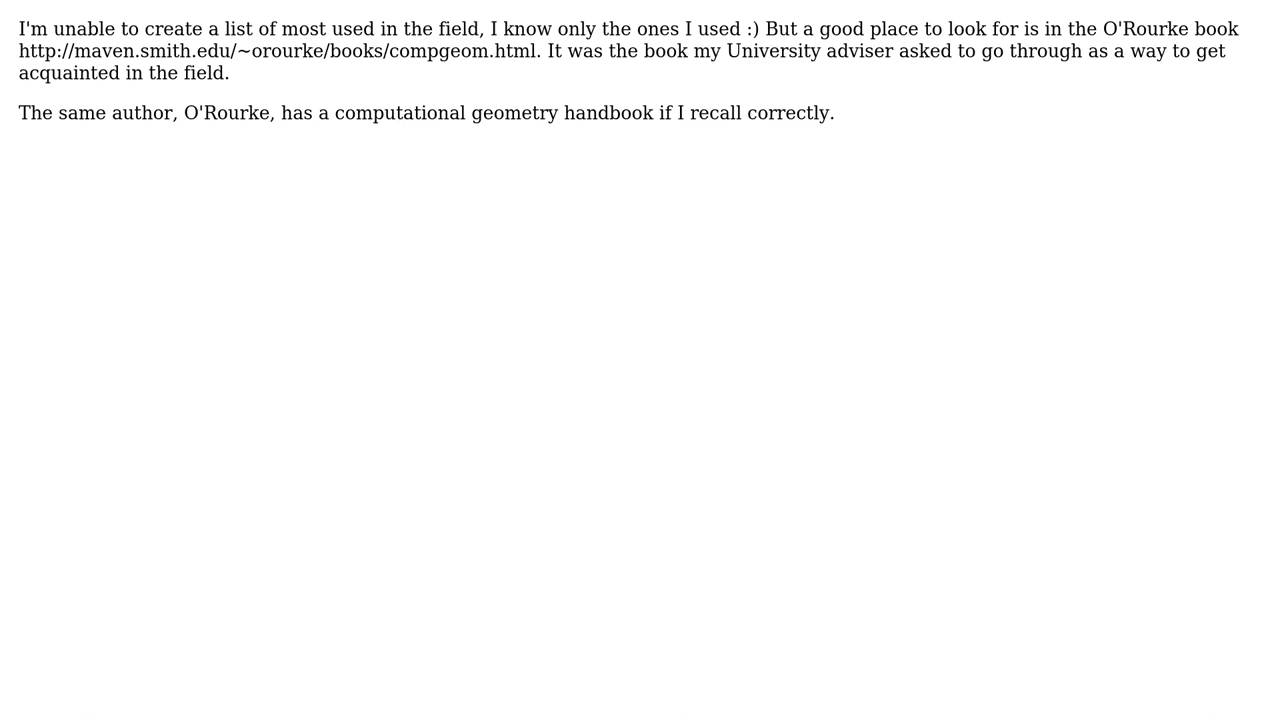 I'm unable to create a list of most used in the field, I know only the ones I used :) But a good place to look for is in the O'Rourke book
http://maven.smith.edu/~orourke/books/compgeom.html. It was the book my University adviser asked to go through as a way to get
acquainted in the field.
The same author, O'Rourke, has a computational geometry handbook if I recall correctly.